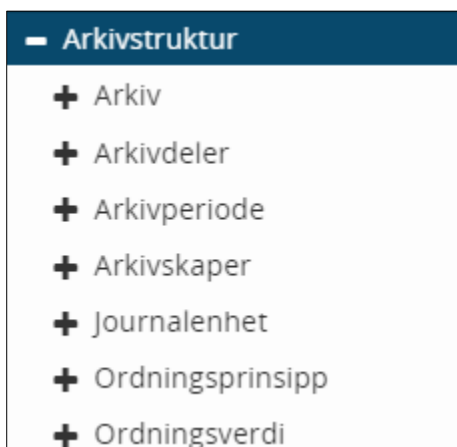 Arkivstruktur
Arkiv
Arkivdeler
Arkivperiode
Arkivskaper
Journalenhet
Ordningsprinsipp
Ordningsverdi